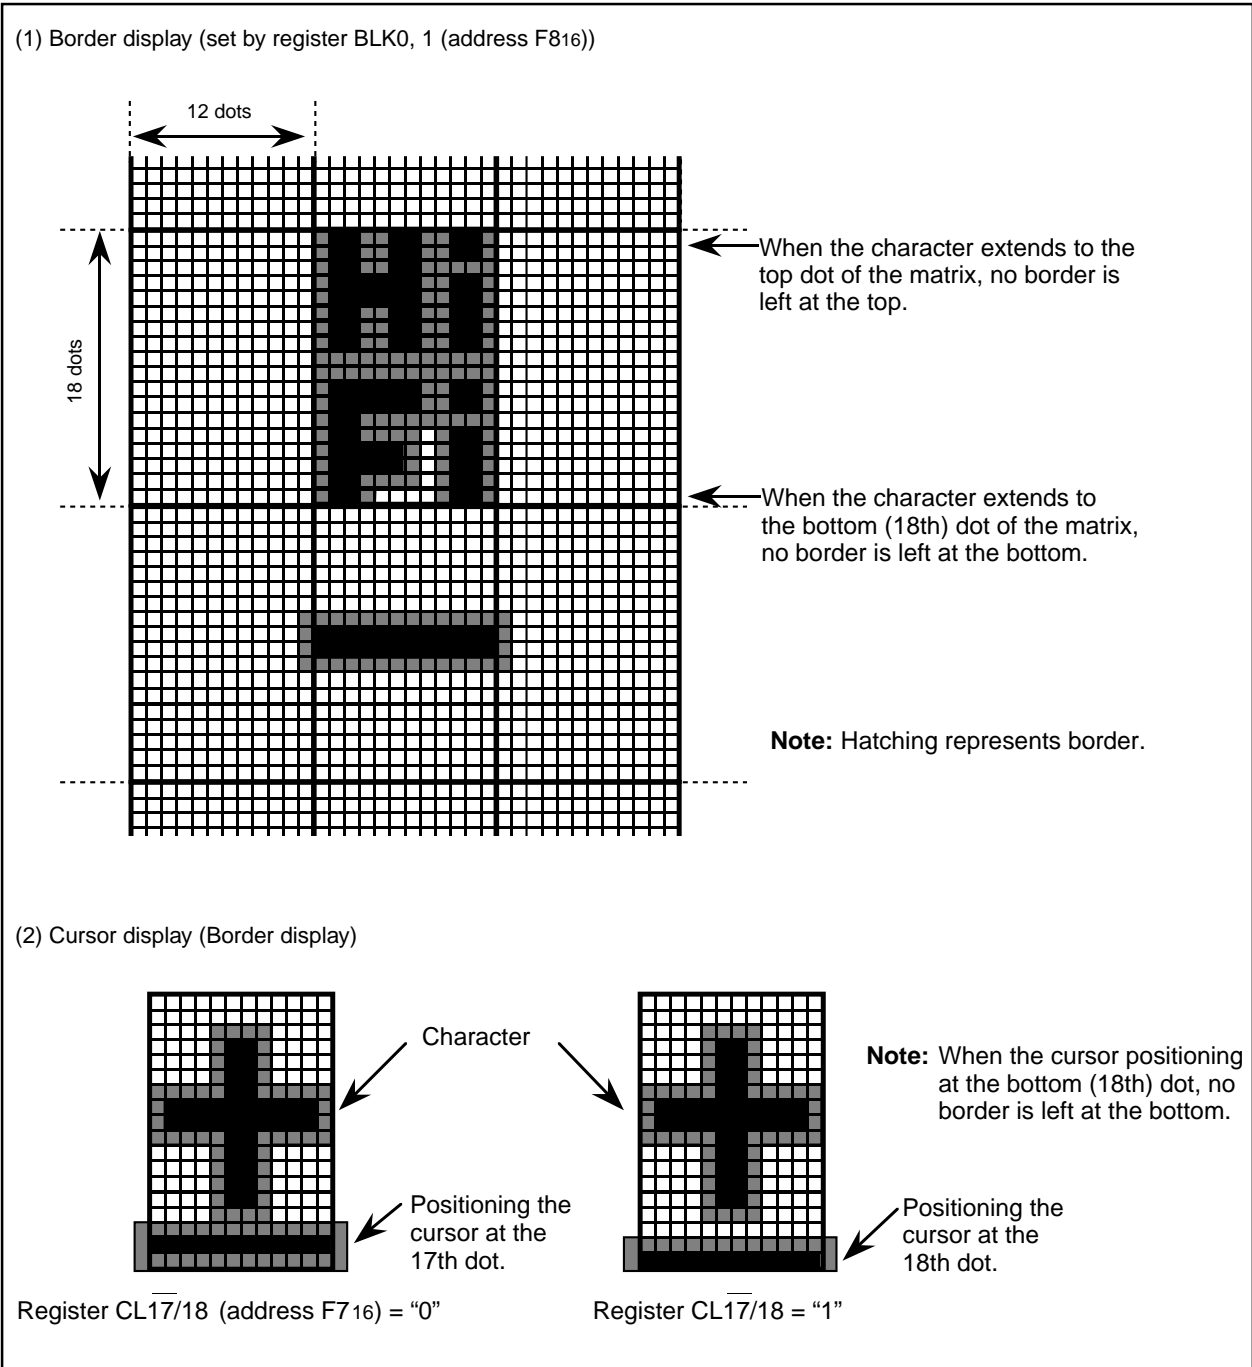 (1) Border display (set by register BLK0, 1 (address F816))
12 dots
18 dots
When the character extends to the
top dot of the matrix, no border is
left at the top.
When the character extends to
the bottom (18th) dot of the matrix,
no border is left at the bottom.
Note: Hatching represents border.
(2) Cursor display (Border display)
Character
Note: When the cursor positioning
at the bottom (18th) dot, no
border is left at the bottom.
Positioning the
cursor at the
17th dot.
Positioning the
cursor at the
18th dot.
Register CL1̅7̅/18 (address F716) = “0”
Register CL1̅7̅/18 = “1”